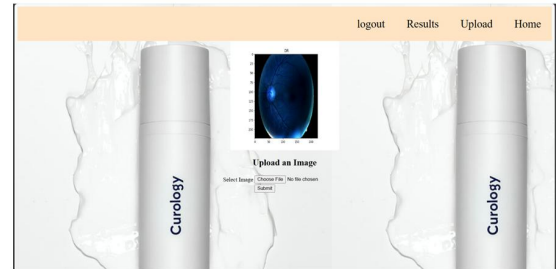 logout Results Upload Home
Upload an Image
Select Image Choose File No file chosen
Submit
Curology
Curology